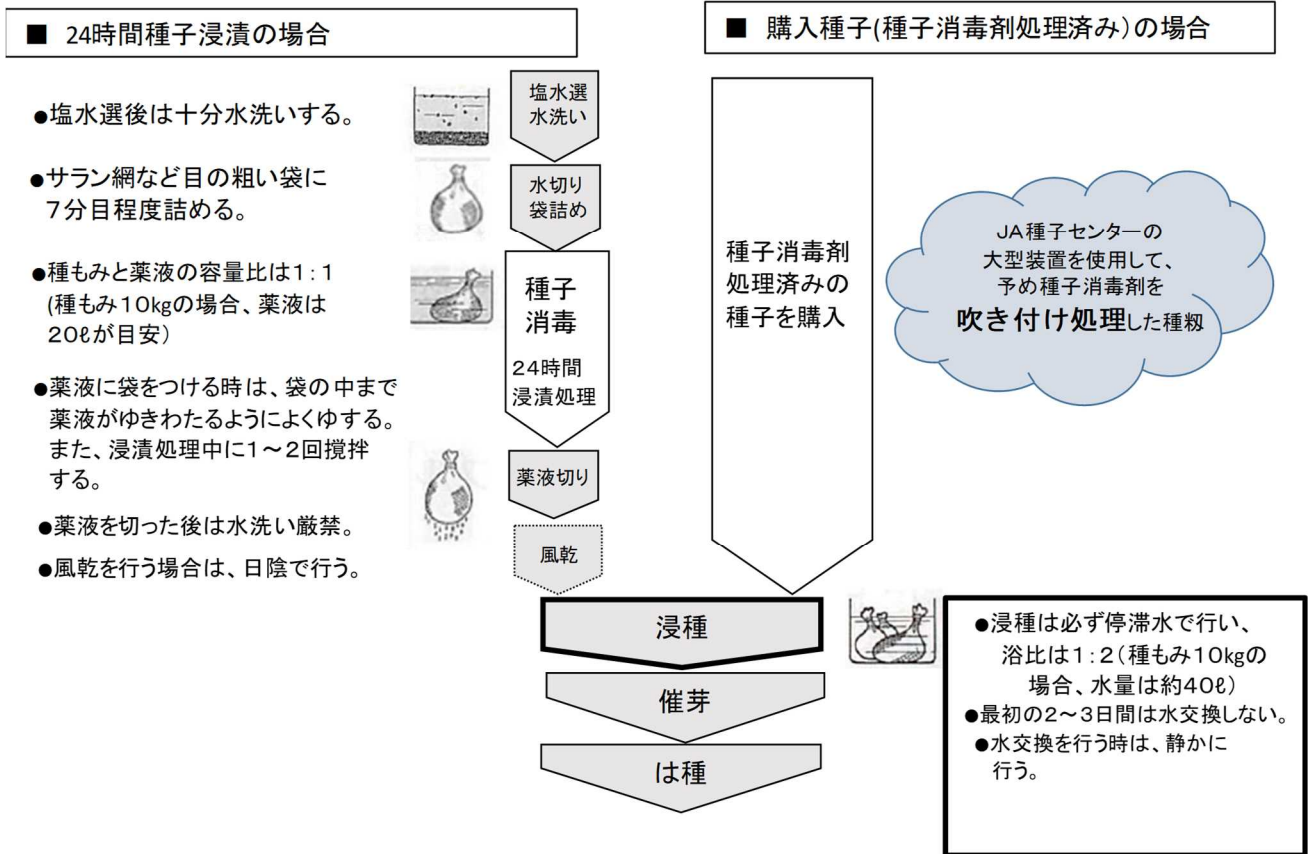 ■ 24時間種子浸漬の場合
●塩水選後は十分水洗いする。
●サラン網など目の粗い袋に
7分目程度詰める。
●種もみと薬液の容量比は1:1
(種もみ10kgの場合、薬液は
20ℓが目安)
●薬液に袋をつける時は、袋の中まで
薬液がゆきわたるようによくゆする。
また、浸漬処理中に1～2回撹拌
する。
●薬液を切った後は水洗い厳禁。
●風乾を行う場合は、日陰で行う。
塩水選
水洗い
水切り
袋詰め
種子
消毒
24時間
浸漬処理
薬液切り
風乾
■ 購入種子(種子消毒剤処理済み)の場合
種子消毒剤
処理済みの
種子を購入
JA種子センターの
大型装置を使用して、
予め種子消毒剤を
吹き付け処理した種籾
浸種
催芽
は種
●浸種は必ず停滞水で行い、
浴比は1:2(種もみ10kgの
場合、水量は約40ℓ)
●最初の2～3日間は水交換しない。
●水交換を行う時は、静かに
行う。